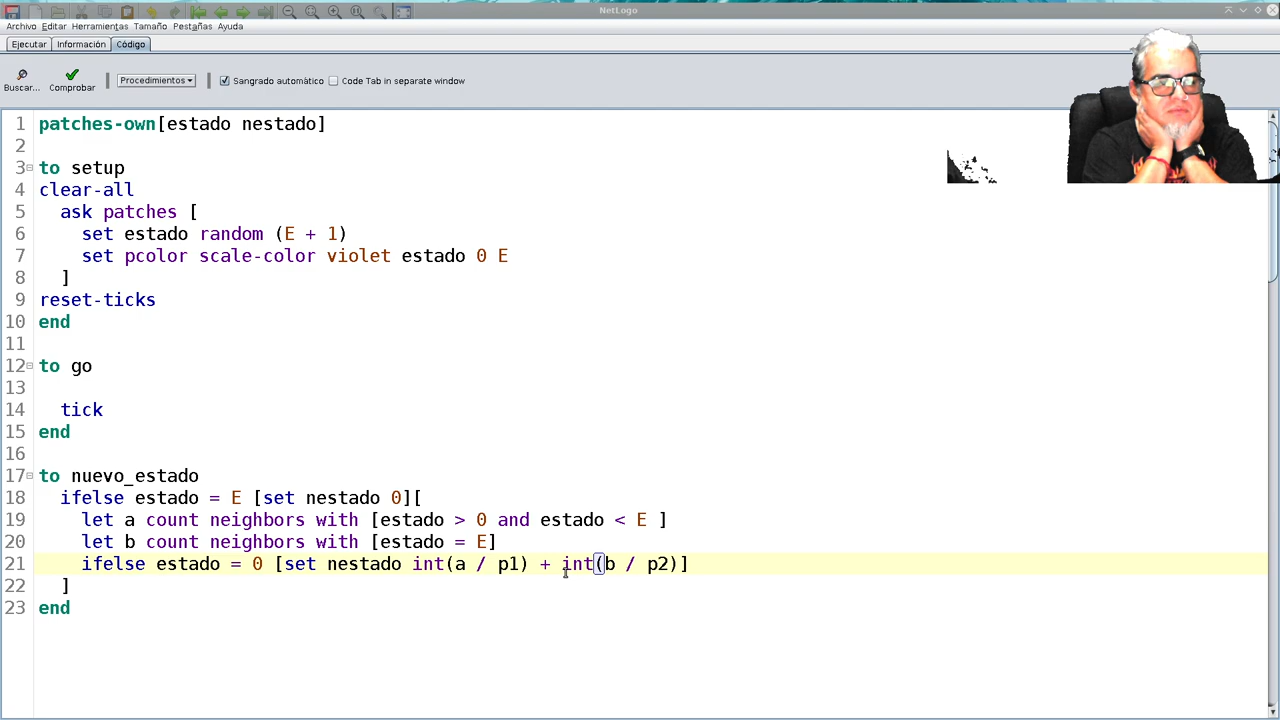 NetLogo
Archivo Editar Herramientas Tamaño Pestañas Ayuda
Ejecutar Información Código
Buscar... Comprobar Procedimientos Sangrado automático Code Tab in separate window
1 patches-own[estado nestado]
2
3 to setup
4 clear-all
5 ask patches [
6 set estado random (E + 1)
7 set pcolor scale-color violet estado 0 E
8 ]
9 reset-ticks
10 end
11
12 to go
13
14 tick
15 end
16
17 to nuevo_estado
18 ifelse estado = E [set nestado 0][
19 let a count neighbors with [estado > 0 and estado < E ]
20 let b count neighbors with [estado = E]
21 ifelse estado = 0 [set nestado int(a / p1) + int(b / p2)]
22 ]
23 end